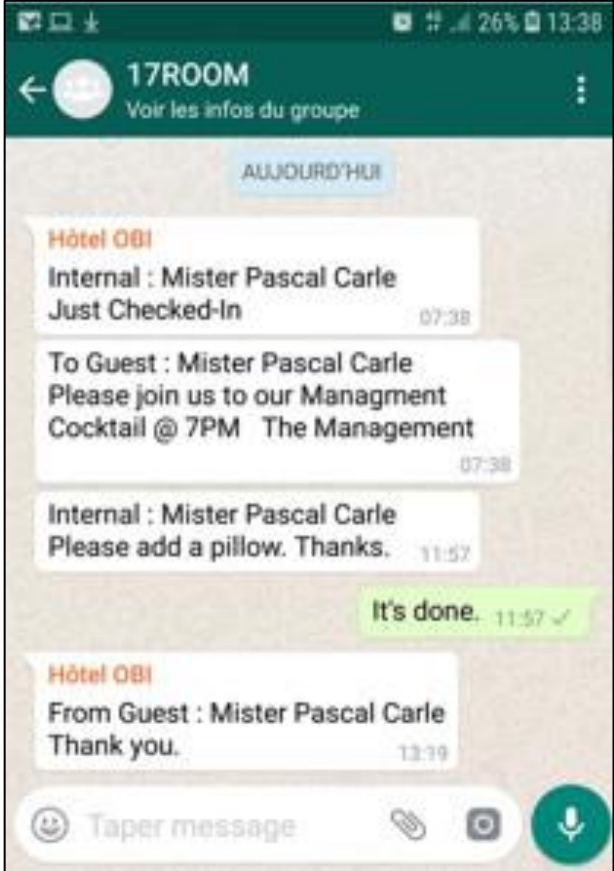 26% 13:38
17ROOM
Voir les infos du groupe
AUJOURD'HUI
Hôtel OBI
Internal : Mister Pascal Carle
Just Checked-In
07:38
To Guest : Mister Pascal Carle
Please join us to our Managment
Cocktail @ 7PM The Management
07:38
Internal : Mister Pascal Carle
Please add a pillow. Thanks. 11:57
It's done. 11:57
Hôtel OBI
From Guest : Mister Pascal Carle
Thank you. 13:19
Taper message